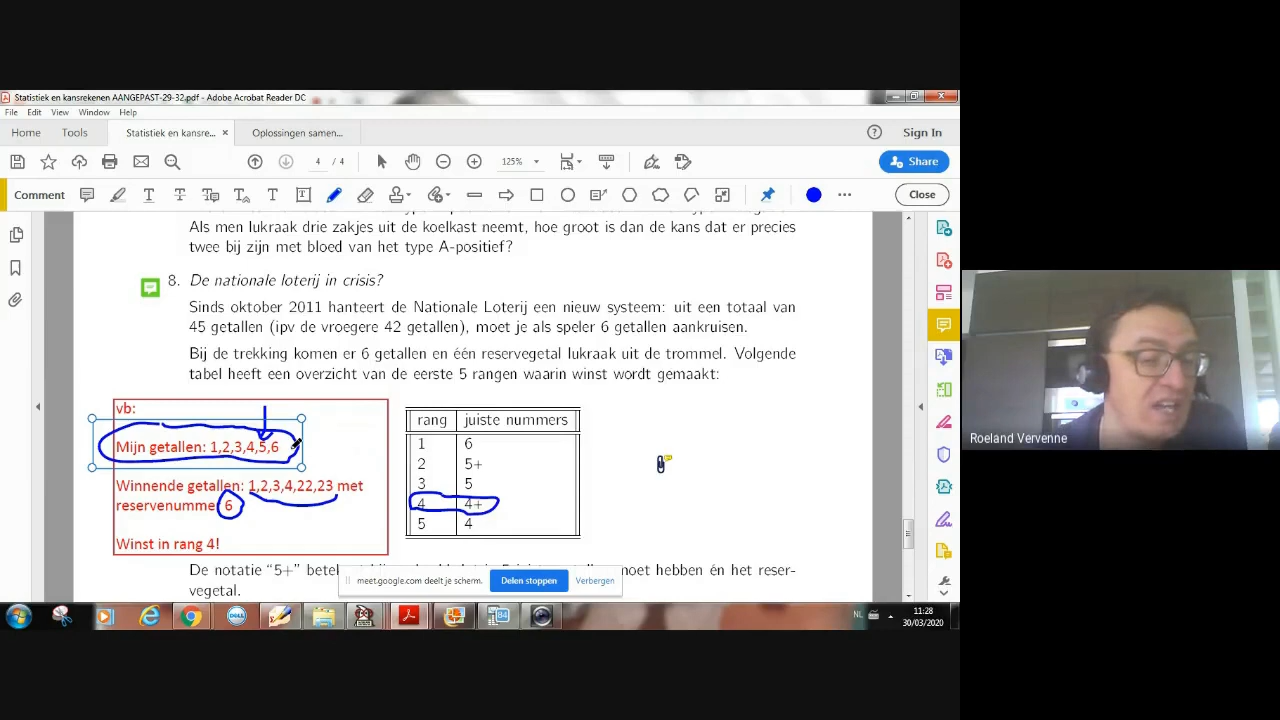 Statistiek en kansrekenen AANGEPAST-29-32.pdf - Adobe Acrobat Reader DC
File Edit View Window Help
Home Tools Statistiek en kansre... × Oplossingen samen... Sign In
4 / 4 125% Share
Comment Close
Als men lukraak drie zakjes uit de koelkast neemt, hoe groot is dan de kans dat er precies
twee bij zijn met bloed van het type A-positief?
8. De nationale loterij in crisis?
Sinds oktober 2011 hanteert de Nationale Loterij een nieuw systeem: uit een totaal van
45 getallen (ipv de vroegere 42 getallen), moet je als speler 6 getallen aankruisen.
Bij de trekking komen er 6 getallen en één reservegetal lukraak uit de trommel. Volgende
tabel heeft een overzicht van de eerste 5 rangen waarin winst wordt gemaakt:
vb:
Mijn getallen: 1,2,3,4,5,6
Winnende getallen: 1,2,3,4,22,23 met
reservenumme 6
Winst in rang 4!
rang juiste nummers
1 6
2 5+
3 5
4 4+
5 4
De notatie "5+" moet hebben én het reser-
vegetal.
meet.google.com deelt je scherm. Delen stoppen Verbergen
Roeland Vervenne
NL 11:28
30/03/2020